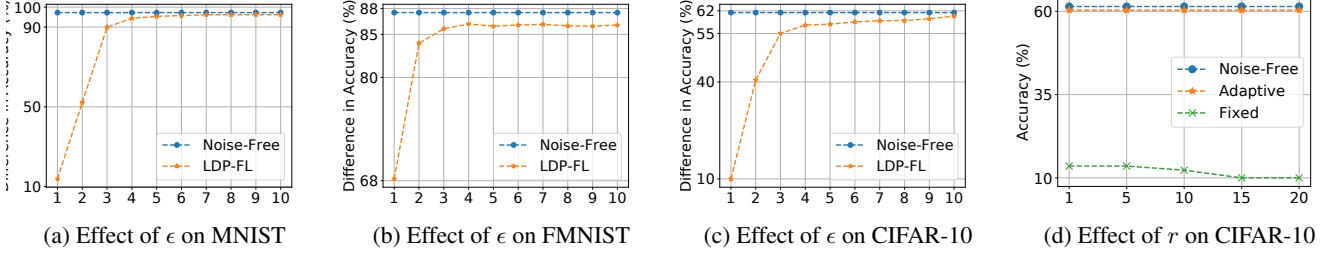 Difference in Accuracy (%)
100
90
50
10
Noise-Free
LDP-FL
1 2 3 4 5 6 7 8 9 10
(a) Effect of ϵ on MNIST
Difference in Accuracy (%)
88
85
80
68
Noise-Free
LDP-FL
1 2 3 4 5 6 7 8 9 10
(b) Effect of ϵ on FMNIST
Difference in Accuracy (%)
62
55
40
10
Noise-Free
LDP-FL
1 2 3 4 5 6 7 8 9 10
(c) Effect of ϵ on CIFAR-10
Accuracy (%)
60
35
10
Noise-Free
Adaptive
Fixed
1 5 10 15 20
(d) Effect of r on CIFAR-10